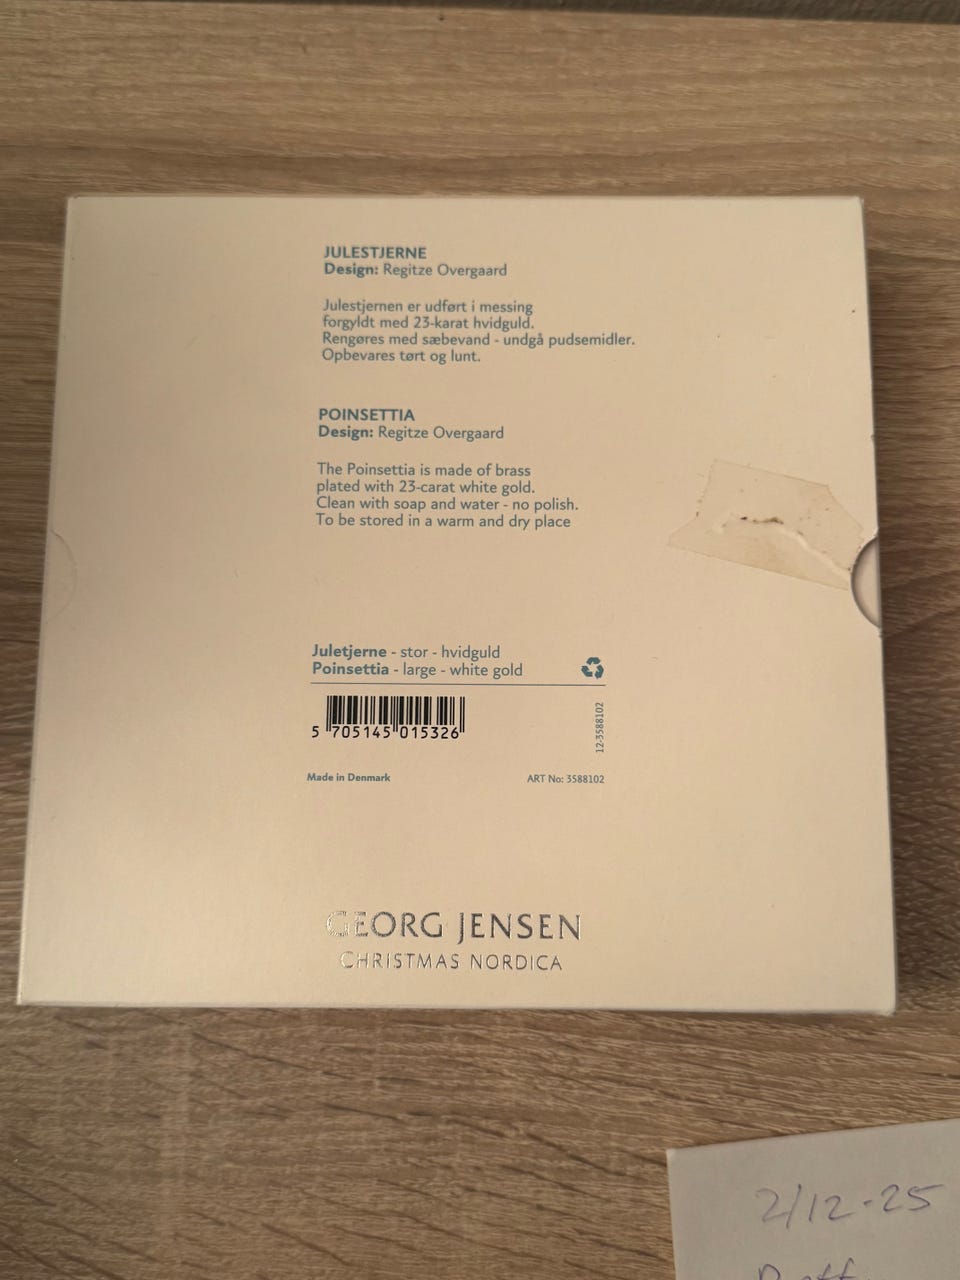 JULESTJERNE
Design: Regitze Overgaard
Julestjernen er udført i messing
forgyldt med 23-karat hvidguld.
Rengøres med sæbevand - undgå pudsemidler.
Opbevares tørt og lunt.
POINSETTIA
Design: Regitze Overgaard
The Poinsettia is made of brass
plated with 23-carat white gold.
Clean with soap and water - no polish.
To be stored in a warm and dry place
Juletjerne - stor - hvidguld
Poinsettia - large - white gold
5 705145 015326
12-3588102
Made in Denmark
ART No: 3588102
GEORG JENSEN
CHRISTMAS NORDICA
2/12-25